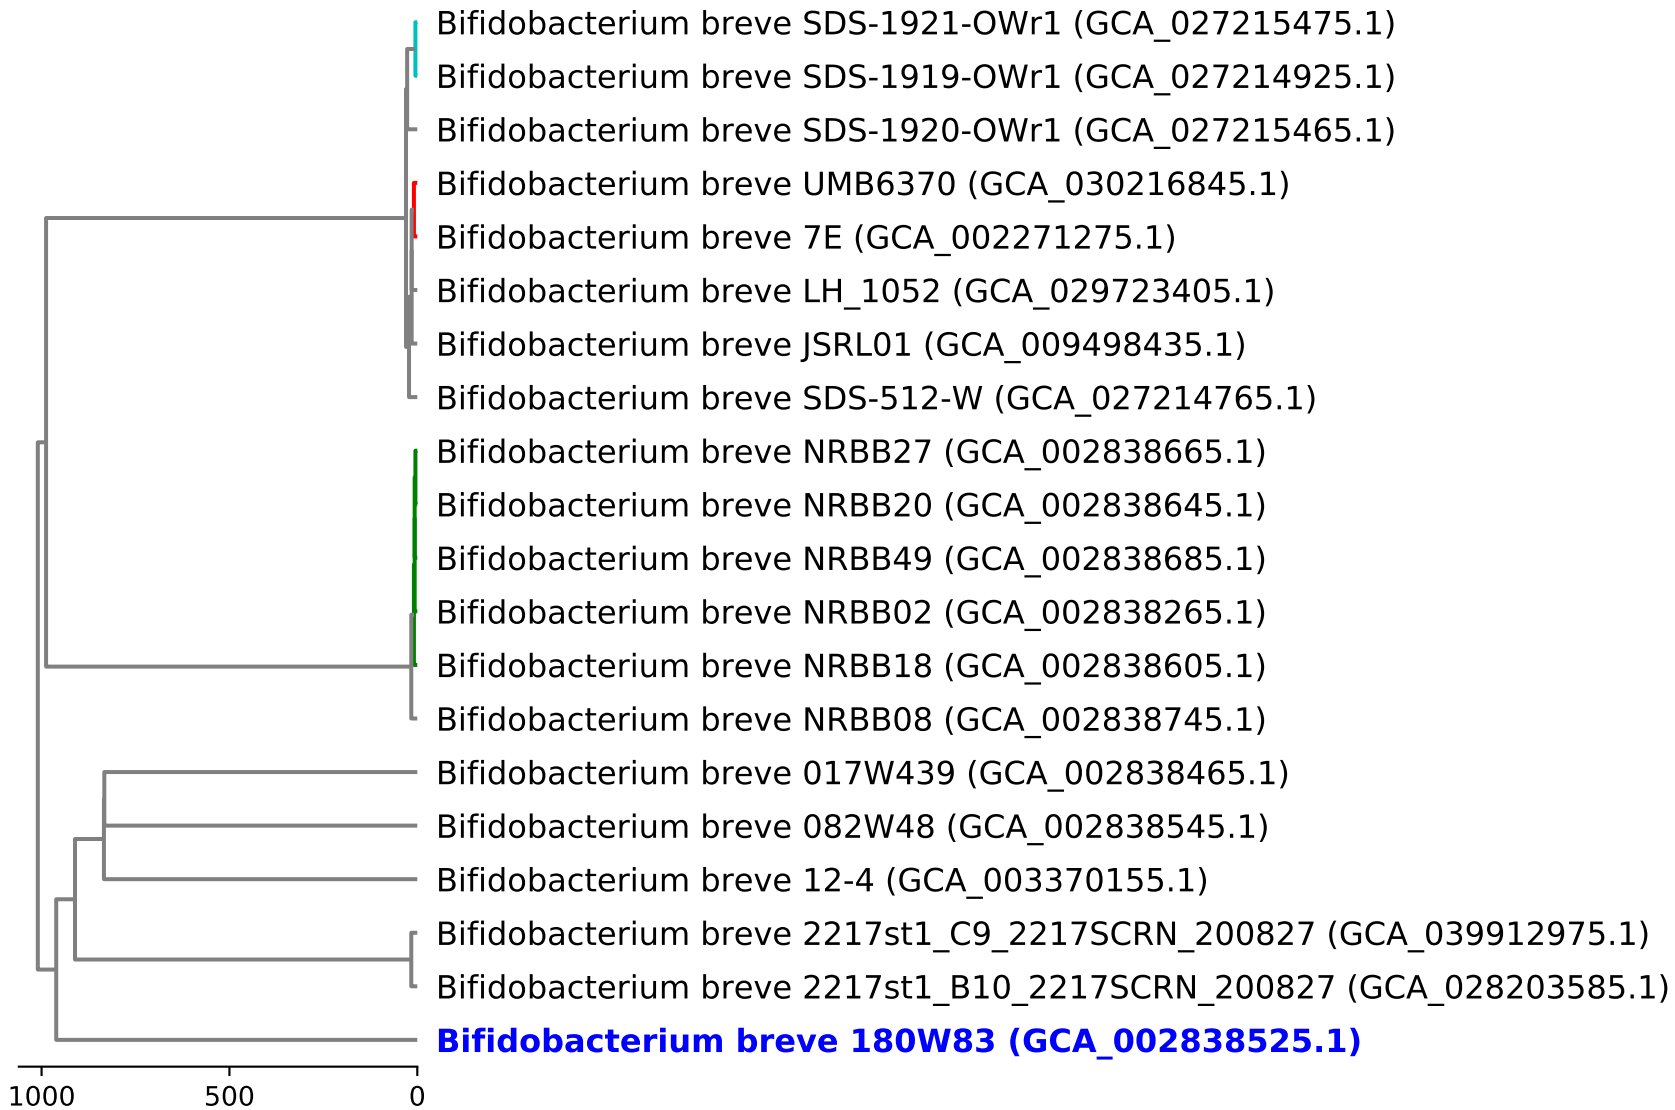 Bifidobacterium breve SDS-1921-OWr1 (GCA_027215475.1)
Bifidobacterium breve SDS-1919-OWr1 (GCA_027214925.1)
Bifidobacterium breve SDS-1920-OWr1 (GCA_027215465.1)
Bifidobacterium breve UMB6370 (GCA_030216845.1)
Bifidobacterium breve 7E (GCA_002271275.1)
Bifidobacterium breve LH_1052 (GCA_029723405.1)
Bifidobacterium breve JSRL01 (GCA_009498435.1)
Bifidobacterium breve SDS-512-W (GCA_027214765.1)
Bifidobacterium breve NRBB27 (GCA_002838665.1)
Bifidobacterium breve NRBB20 (GCA_002838645.1)
Bifidobacterium breve NRBB49 (GCA_002838685.1)
Bifidobacterium breve NRBB02 (GCA_002838265.1)
Bifidobacterium breve NRBB18 (GCA_002838605.1)
Bifidobacterium breve NRBB08 (GCA_002838745.1)
Bifidobacterium breve 017W439 (GCA_002838465.1)
Bifidobacterium breve 082W48 (GCA_002838545.1)
Bifidobacterium breve 12-4 (GCA_003370155.1)
Bifidobacterium breve 2217st1_C9_2217SCRN_200827 (GCA_039912975.1)
Bifidobacterium breve 2217st1_B10_2217SCRN_200827 (GCA_028203585.1)
Bifidobacterium breve 180W83 (GCA_002838525.1)
1000 500 0